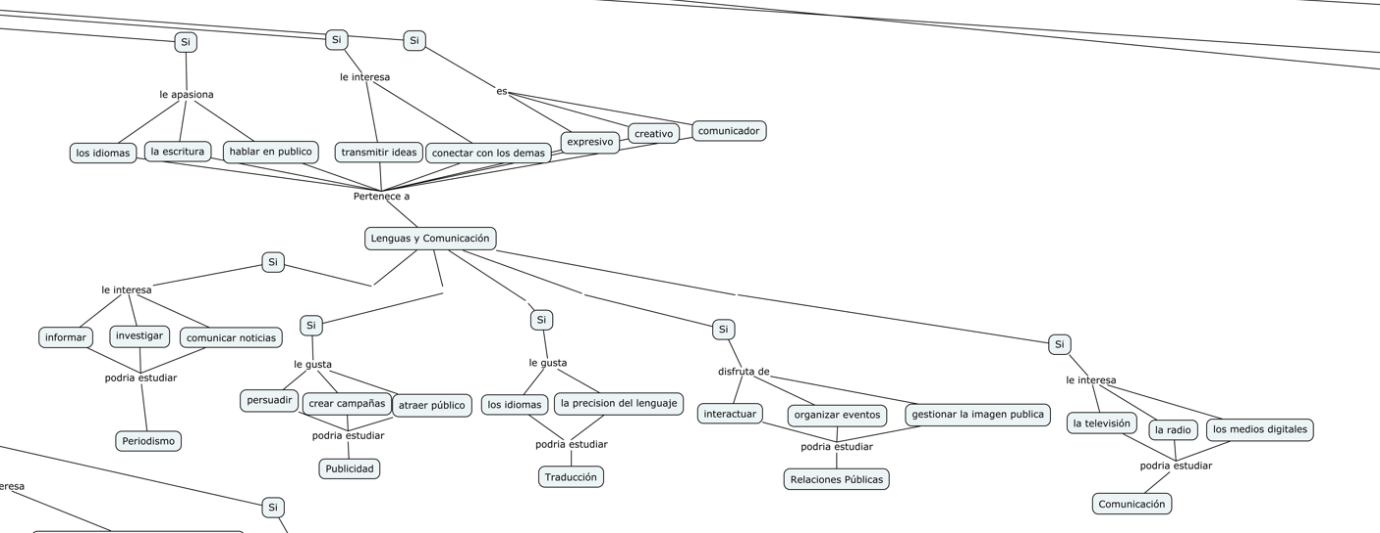 Si
Si
Si
le apasiona
le interesa
es
los idiomas
la escritura
hablar en publico
transmitir ideas
conectar con los demas
expresivo
creativo
comunicador
Pertenece a
Lenguas y Comunicación
Si
le interesa
informar
investigar
comunicar noticias
podria estudiar
Periodismo
Si
le gusta
persuadir
crear campañas
atraer público
podria estudiar
Publicidad
Si
le gusta
los idiomas
la precision del lenguaje
podria estudiar
Traducción
Si
disfruta de
interactuar
organizar eventos
gestionar la imagen publica
podria estudiar
Relaciones Públicas
Si
le interesa
la televisión
la radio
los medios digitales
podria estudiar
Comunicación
eresa
Si